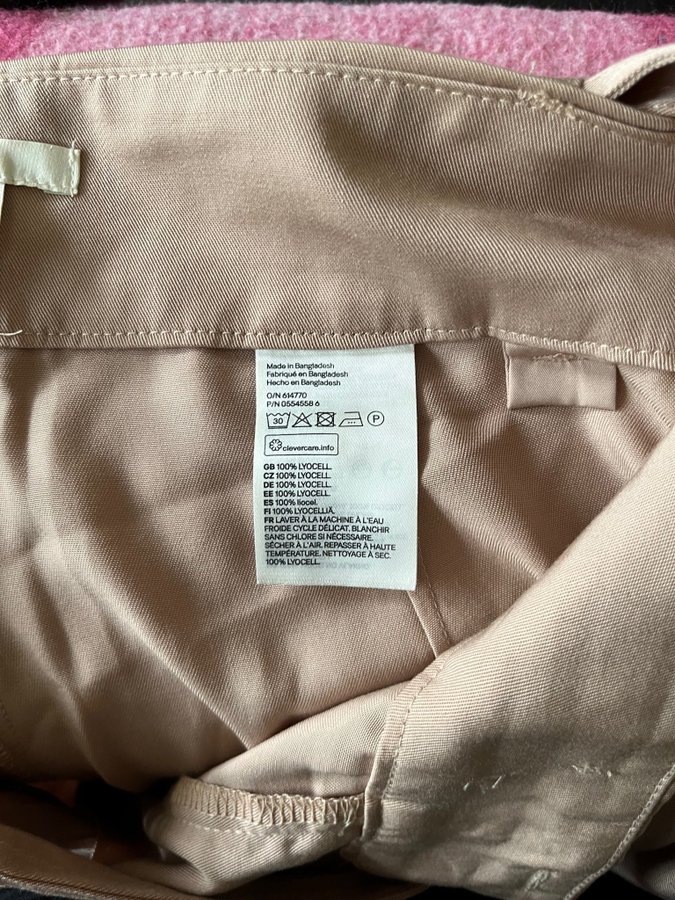 Made in Bangladesh
Fabriqué en Bangladesh
Hecho en Bangladesh
O/N 614770
P/N 0554558 6
30 P
clevercare.info
GB 100% LYOCELL.
CZ 100% LYOCELL.
DE 100% LYOCELL.
EE 100% LYOCELL.
ES 100% liocel.
FI 100% LYOCELLIÄ.
FR LAVER À LA MACHINE À L'EAU
FROIDE CYCLE DÉLICAT. BLANCHIR
SANS CHLORE SI NÉCESSAIRE.
SÉCHER À L'AIR. REPASSER À HAUTE
TEMPÉRATURE. NETTOYAGE À SEC.
100% LYOCELL.